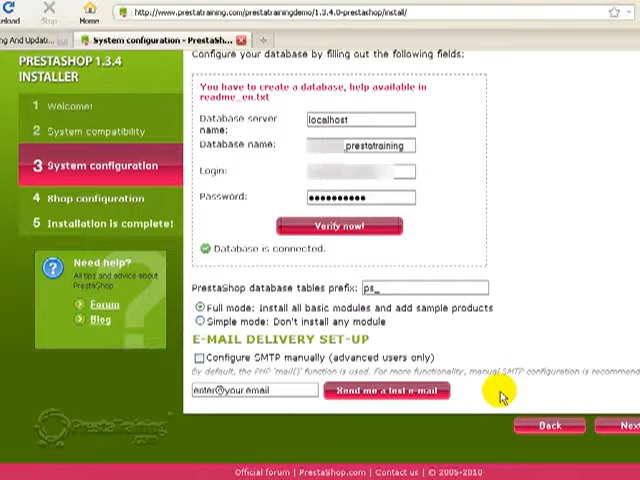 http://www.prestatraining.com/prestatrainingdemo/1.3.4.0-prestashop/install/
Stop
Home
ng And Updati...
System configuration - PrestaSh...
PRESTASHOP 1.3.4
INSTALLER
1 Welcome!
2 System compatibility
3 System configuration
4 Shop configuration
5 Installation is complete!
Need help?
All tips and advice about
PrestaShop
Forum
Blog
PrestaTraining
Configure your database by filling out the following fields:
You have to create a database, help available in
readme_en.txt
Database server
name:
localhost
Database name:
_prestatraining
Login:
Password:
Verify now!
Database is connected.
PrestaShop database tables prefix:
ps_
Full mode: Install all basic modules and add sample products
Simple mode: Don't install any module
E-MAIL DELIVERY SET-UP
Configure SMTP manually (advanced users only)
By default, the PHP 'mail()' function is used. For more functionality, manual SMTP configuration is recommend
enter@your.email
Send me a test e-mail
Back
Next
Official forum | PrestaShop.com | Contact us | © 2005-2010